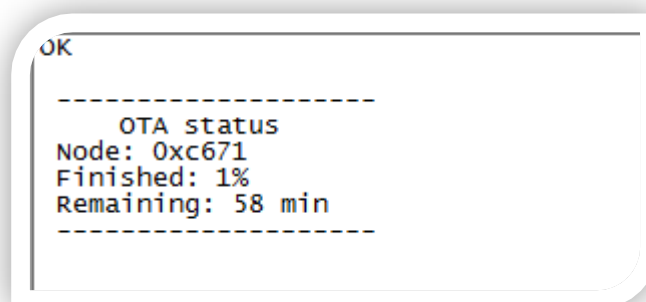 OK
--------------------
OTA status
Node: 0xc671
Finished: 1%
Remaining: 58 min
--------------------